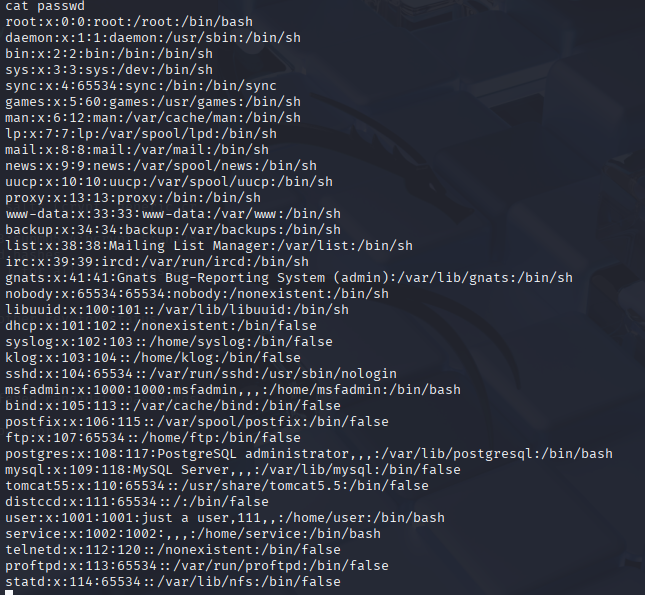 cat passwd
root:x:0:0:root:/root:/bin/bash
daemon:x:1:1:daemon:/usr/sbin:/bin/sh
bin:x:2:2:bin:/bin:/bin/sh
sys:x:3:3:sys:/dev:/bin/sh
sync:x:4:65534:sync:/bin:/bin/sync
games:x:5:60:games:/usr/games:/bin/sh
man:x:6:12:man:/var/cache/man:/bin/sh
lp:x:7:7:lp:/var/spool/lpd:/bin/sh
mail:x:8:8:mail:/var/mail:/bin/sh
news:x:9:9:news:/var/spool/news:/bin/sh
uucp:x:10:10:uucp:/var/spool/uucp:/bin/sh
proxy:x:13:13:proxy:/bin:/bin/sh
www-data:x:33:33:www-data:/var/www:/bin/sh
backup:x:34:34:backup:/var/backups:/bin/sh
list:x:38:38:Mailing List Manager:/var/list:/bin/sh
irc:x:39:39:ircd:/var/run/ircd:/bin/sh
gnats:x:41:41:Gnats Bug-Reporting System (admin):/var/lib/gnats:/bin/sh
nobody:x:65534:65534:nobody:/nonexistent:/bin/sh
libuuid:x:100:101::/var/lib/libuuid:/bin/sh
dhcp:x:101:102::/nonexistent:/bin/false
syslog:x:102:103::/home/syslog:/bin/false
klog:x:103:104::/home/klog:/bin/false
sshd:x:104:65534::/var/run/sshd:/usr/sbin/nologin
msfadmin:x:1000:1000:msfadmin,,,:/home/msfadmin:/bin/bash
bind:x:105:113::/var/cache/bind:/bin/false
postfix:x:106:115::/var/spool/postfix:/bin/false
ftp:x:107:65534::/home/ftp:/bin/false
postgres:x:108:117:PostgreSQL administrator,,,:/var/lib/postgresql:/bin/bash
mysql:x:109:118:MySQL Server,,,:/var/lib/mysql:/bin/false
tomcat55:x:110:65534::/usr/share/tomcat5.5:/bin/false
distccd:x:111:65534::/:/bin/false
user:x:1001:1001:just a user,111,,:/home/user:/bin/bash
service:x:1002:1002:,,,:/home/service:/bin/bash
telnetd:x:112:120::/nonexistent:/bin/false
proftpd:x:113:65534::/var/run/proftpd:/bin/false
statd:x:114:65534::/var/lib/nfs:/bin/false